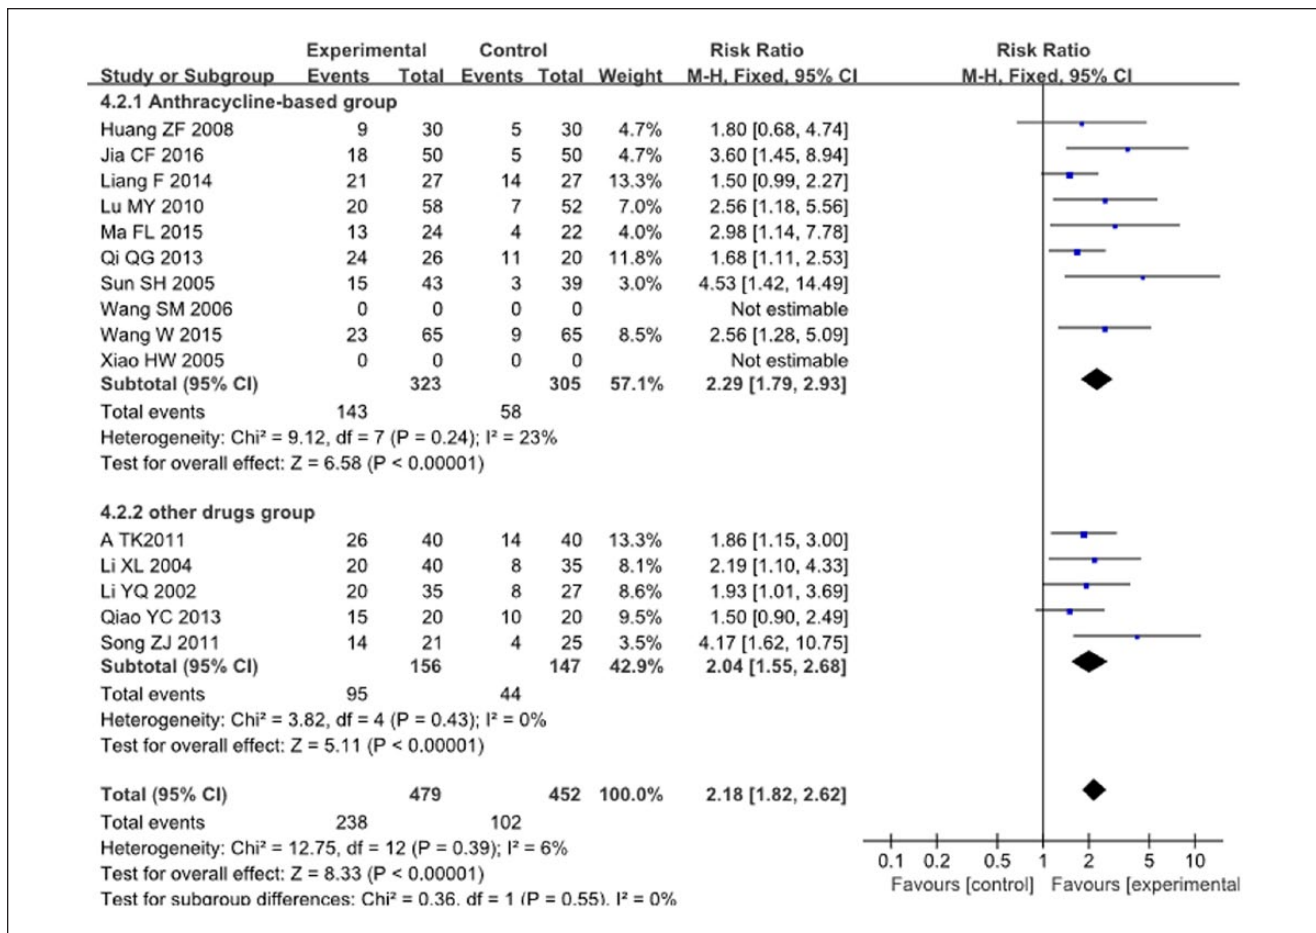 Experimental Control Risk Ratio Risk Ratio
Study or Subgroup Events Total Events Total Weight M-H, Fixed, 95% CI M-H, Fixed, 95% CI
4.2.1 Anthracycline-based group
Huang ZF 2008 9 30 5 30 4.7% 1.80 [0.68, 4.74]
Jia CF 2016 18 50 5 50 4.7% 3.60 [1.45, 8.94]
Liang F 2014 21 27 14 27 13.3% 1.50 [0.99, 2.27]
Lu MY 2010 20 58 7 52 7.0% 2.56 [1.18, 5.56]
Ma FL 2015 13 24 4 22 4.0% 2.98 [1.14, 7.78]
Qi QG 2013 24 26 11 20 11.8% 1.68 [1.11, 2.53]
Sun SH 2005 15 43 3 39 3.0% 4.53 [1.42, 14.49]
Wang SM 2006 0 0 0 0 Not estimable
Wang W 2015 23 65 9 65 8.5% 2.56 [1.28, 5.09]
Xiao HW 2005 0 0 0 0 Not estimable
Subtotal (95% CI) 323 305 57.1% 2.29 [1.79, 2.93]
Total events 143 58
Heterogeneity: Chi² = 9.12, df = 7 (P = 0.24); I² = 23%
Test for overall effect: Z = 6.58 (P < 0.00001)
4.2.2 other drugs group
A TK2011 26 40 14 40 13.3% 1.86 [1.15, 3.00]
Li XL 2004 20 40 8 35 8.1% 2.19 [1.10, 4.33]
Li YQ 2002 20 35 8 27 8.6% 1.93 [1.01, 3.69]
Qiao YC 2013 15 20 10 20 9.5% 1.50 [0.90, 2.49]
Song ZJ 2011 14 21 4 25 3.5% 4.17 [1.62, 10.75]
Subtotal (95% CI) 156 147 42.9% 2.04 [1.55, 2.68]
Total events 95 44
Heterogeneity: Chi² = 3.82, df = 4 (P = 0.43); I² = 0%
Test for overall effect: Z = 5.11 (P < 0.00001)
Total (95% CI) 479 452 100.0% 2.18 [1.82, 2.62]
Total events 238 102
Heterogeneity: Chi² = 12.75, df = 12 (P = 0.39); I² = 6%
Test for overall effect: Z = 8.33 (P < 0.00001)
Test for subgroup differences: Chi² = 0.36, df = 1 (P = 0.55), I² = 0%
0.1 0.2 0.5 1 2 5 10
Favours [control] Favours [experimental